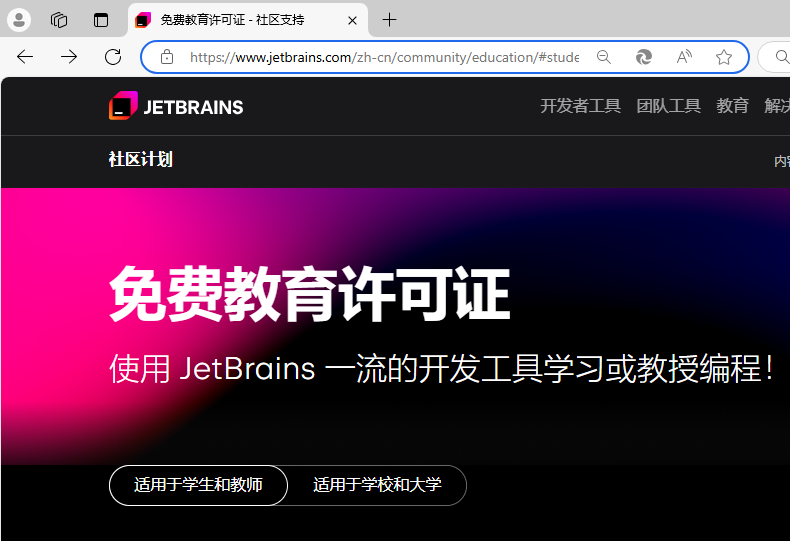 免费教育许可证 - 社区支持
https://www.jetbrains.com/zh-cn/community/education/#stude
JETBRAINS
开发者工具 团队工具 教育 解决
社区计划
内容
免费教育许可证
使用 JetBrains 一流的开发工具学习或教授编程！
适用于学生和教师 适用于学校和大学